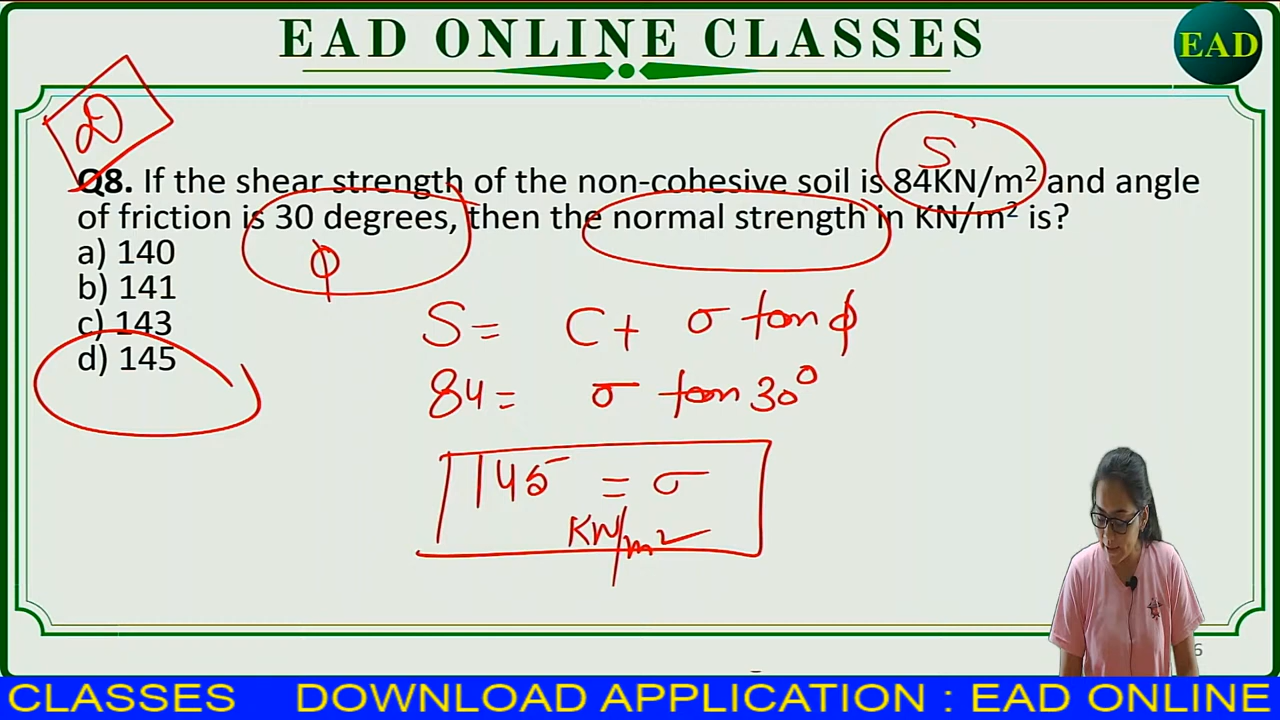 EAD ONLINE CLASSES
EAD
D
S
Q8. If the shear strength of the non-cohesive soil is 84KN/m² and angle
of friction is 30 degrees, then the normal strength in KN/m² is?
ϕ
a) 140
b) 141
c) 143
d) 145
S = C + σ tan ϕ
84 = σ tan 30°
145 = σ
KN/m²
6
CLASSES DOWNLOAD APPLICATION : EAD ONLINE